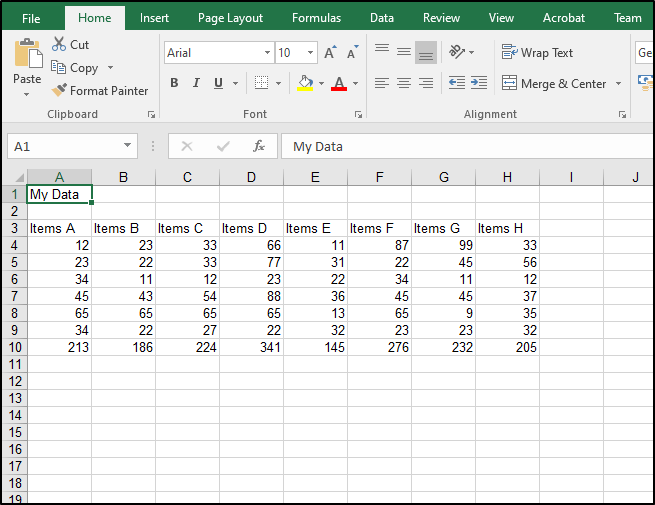 File Home Insert Page Layout Formulas Data Review View Acrobat Team
Paste
Cut
Copy
Format Painter
Clipboard
Arial 10 A A
B I U A
Font
ab
Wrap Text
Merge & Center
Alignment
Ge
A1 fx My Data
A B C D E F G H I J
1 My Data
2
3 Items A Items B Items C Items D Items E Items F Items G Items H
4 12 23 33 66 11 87 99 33
5 23 22 33 77 31 22 45 56
6 34 11 12 23 22 34 11 12
7 45 43 54 88 36 45 45 37
8 65 65 65 65 13 65 9 35
9 34 22 27 22 32 23 23 32
10 213 186 224 341 145 276 232 205
11
12
13
14
15
16
17
18
19